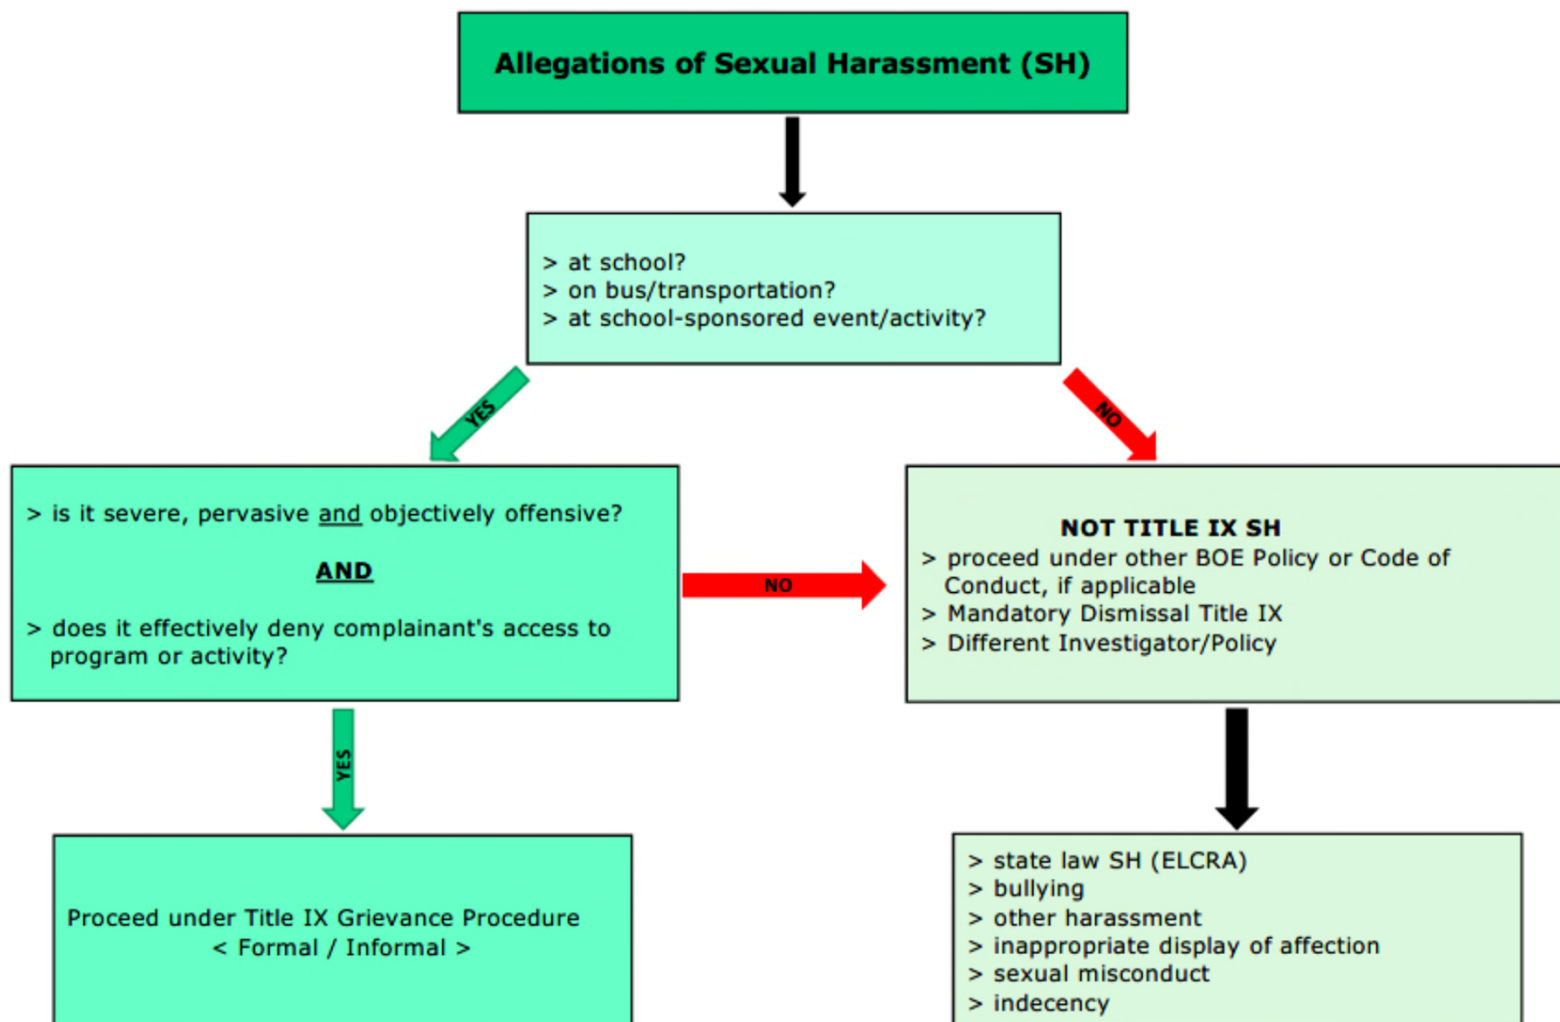 Allegations of Sexual Harassment (SH)
> at school?
> on bus/transportation?
> at school-sponsored event/activity?
YES
NO
> is it severe, pervasive and objectively offensive?
AND
> does it effectively deny complainant's access to
program or activity?
NO
NOT TITLE IX SH
> proceed under other BOE Policy or Code of
Conduct, if applicable
> Mandatory Dismissal Title IX
> Different Investigator/Policy
YES
Proceed under Title IX Grievance Procedure
< Formal / Informal >
> state law SH (ELCRA)
> bullying
> other harassment
> inappropriate display of affection
> sexual misconduct
> indecency